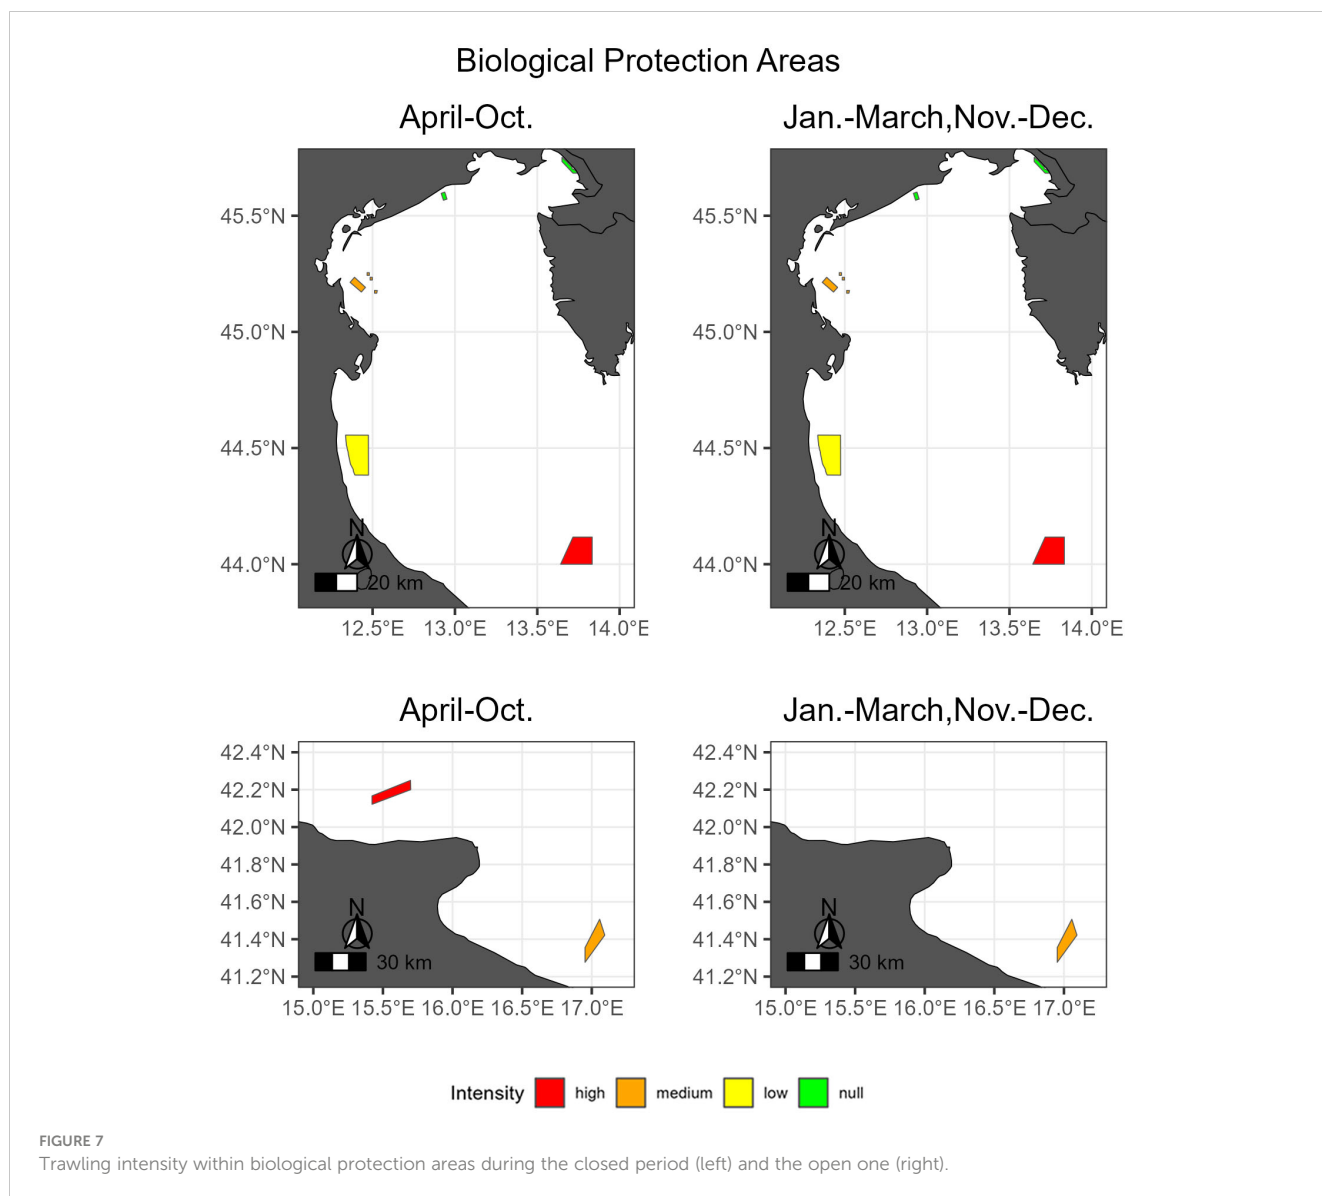 Biological Protection Areas
April-Oct.
Jan.-March,Nov.-Dec.
45.5°N
45.0°N
44.5°N
44.0°N
N
20 km
12.5°E 13.0°E 13.5°E 14.0°E
45.5°N
45.0°N
44.5°N
44.0°N
N
20 km
12.5°E 13.0°E 13.5°E 14.0°E
April-Oct.
Jan.-March,Nov.-Dec.
42.4°N
42.2°N
42.0°N
41.8°N
41.6°N
41.4°N
41.2°N
N
30 km
15.0°E 15.5°E 16.0°E 16.5°E 17.0°E
42.4°N
42.2°N
42.0°N
41.8°N
41.6°N
41.4°N
41.2°N
N
30 km
15.0°E 15.5°E 16.0°E 16.5°E 17.0°E
Intensity high medium low null
FIGURE 7
Trawling intensity within biological protection areas during the closed period (left) and the open one (right).